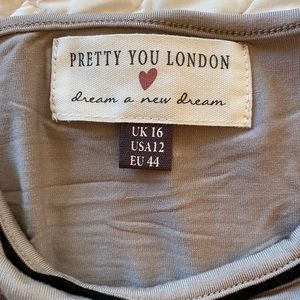 PRETTY YOU LONDON
dream a new dream
UK 16
USA12
EU 44